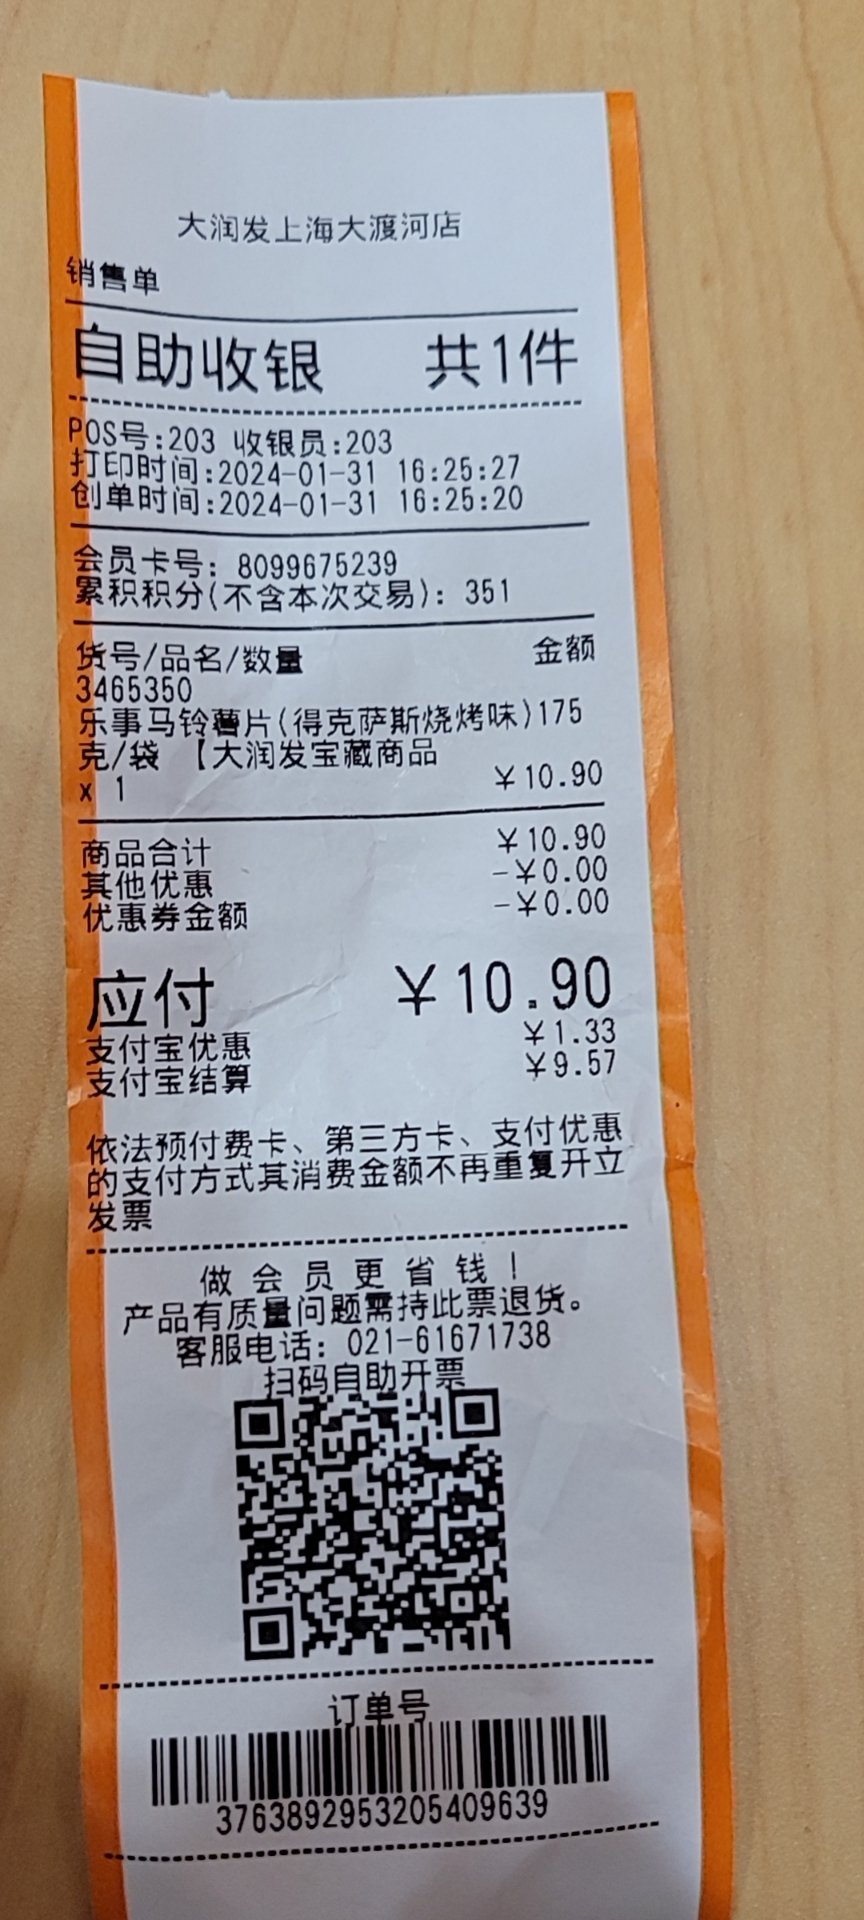 大润发上海大渡河店
销售单
自助收银 共1件
POS号:203 收银员:203
打印时间:2024-01-31 16:25:27
创单时间:2024-01-31 16:25:20
会员卡号: 8099675239
累积积分(不含本次交易): 351
货号/品名/数量 金额
3465350
乐事马铃薯片(得克萨斯烧烤味)175
克/袋 【大润发宝藏商品
x 1 ¥10.90
商品合计 ¥10.90
其他优惠 -¥0.00
优惠券金额 -¥0.00
应付 ¥10.90
支付宝优惠 ¥1.33
支付宝结算 ¥9.57
依法预付费卡、第三方卡、支付优惠
的支付方式其消费金额不再重复开立
发票
做会员更省钱!
产品有质量问题需持此票退货。
客服电话: 021-61671738
扫码自助开票
订单号
3763892953205409639